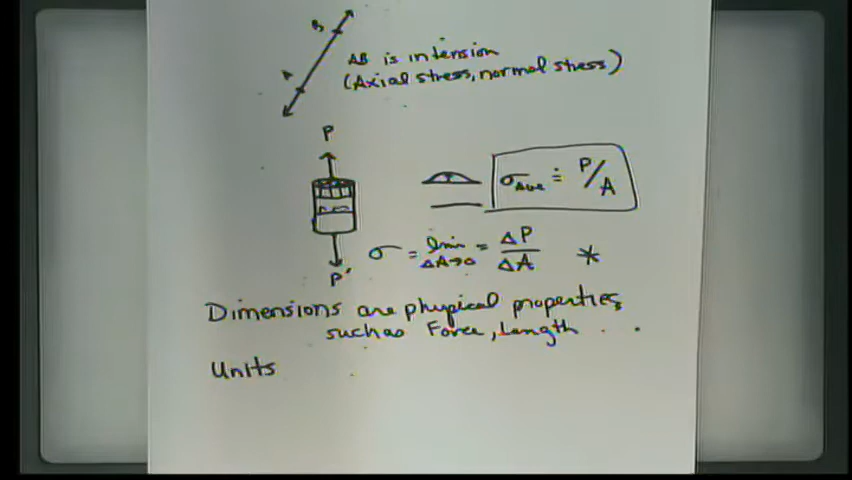 B
AB is in tension
A
(Axial stress, normal stress)
P
σAve ≐ P/A
σ = lim = ΔP/ΔA *
ΔA→0
P'
Dimensions are physical properties
such as Force, Length . . .
Units